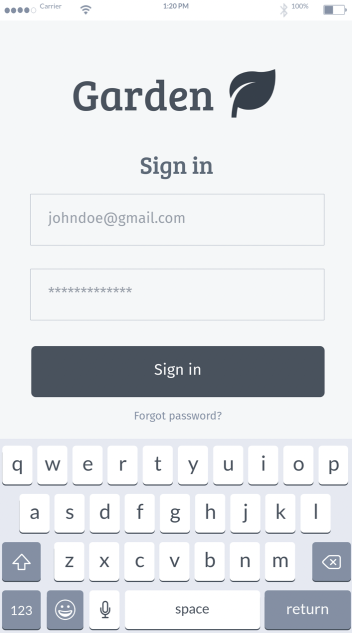 Carrier 1:20 PM 100%
Garden
Sign in
johndoe@gmail.com
*************
Sign in
Forgot password?
q w e r t y u i o p
a s d f g h j k l
z x c v b n m
123 space return